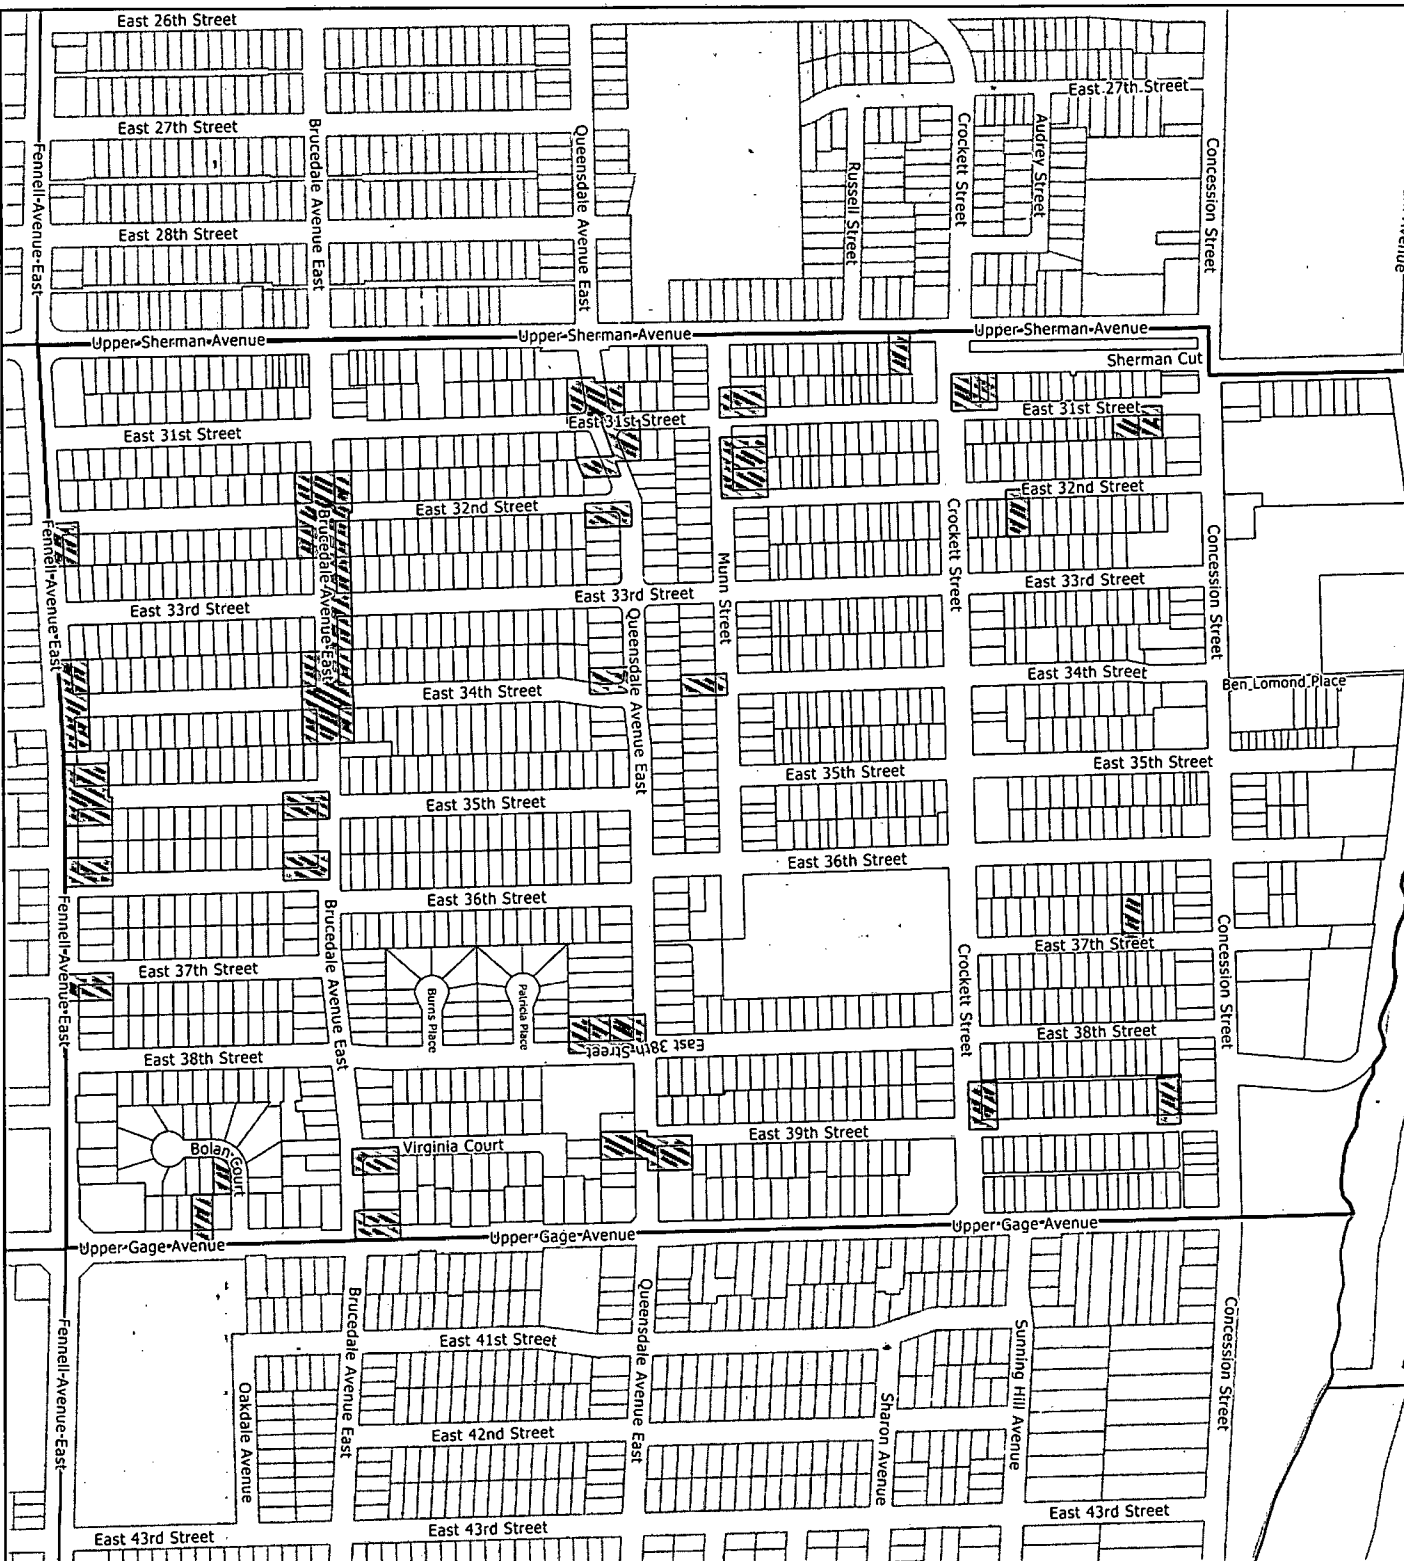 East 26th Street
East 27th Street
East 27th Street
Fennell Avenue East
Brucedale Avenue East
Queensdale Avenue East
Russell Street
Crockett Street
Audrey Street
Concession Street
Avenue
East 28th Street
Upper Sherman Avenue
Upper Sherman Avenue
Upper Sherman Avenue
Sherman Cut
East 31st Street
East 31st Street
East 31st Street
East 32nd Street
East 32nd Street
Fennell Avenue East
Brucedale Avenue East
Munn Street
Crockett Street
Concession Street
East 33rd Street
East 33rd Street
East 33rd Street
Queensdale Avenue East
East 34th Street
East 34th Street
Ben Lomond Place
East 35th Street
East 35th Street
East 35th Street
East 36th Street
East 36th Street
Fennell Avenue East
Brucedale Avenue East
Crockett Street
Concession Street
East 37th Street
East 37th Street
Burns Place
Patricia Place
East 38th Street
East 38th Street
East 38th Street
East 39th Street
Bolan Court
Virginia Court
Upper Gage Avenue
Upper Gage Avenue
Upper Gage Avenue
Fennell Avenue East
Brucedale Avenue East
Queensdale Avenue East
Sunning Hill Avenue
Concession Street
East 41st Street
Oakdale Avenue
Sharon Avenue
East 42nd Street
East 43rd Street
East 43rd Street
East 43rd Street